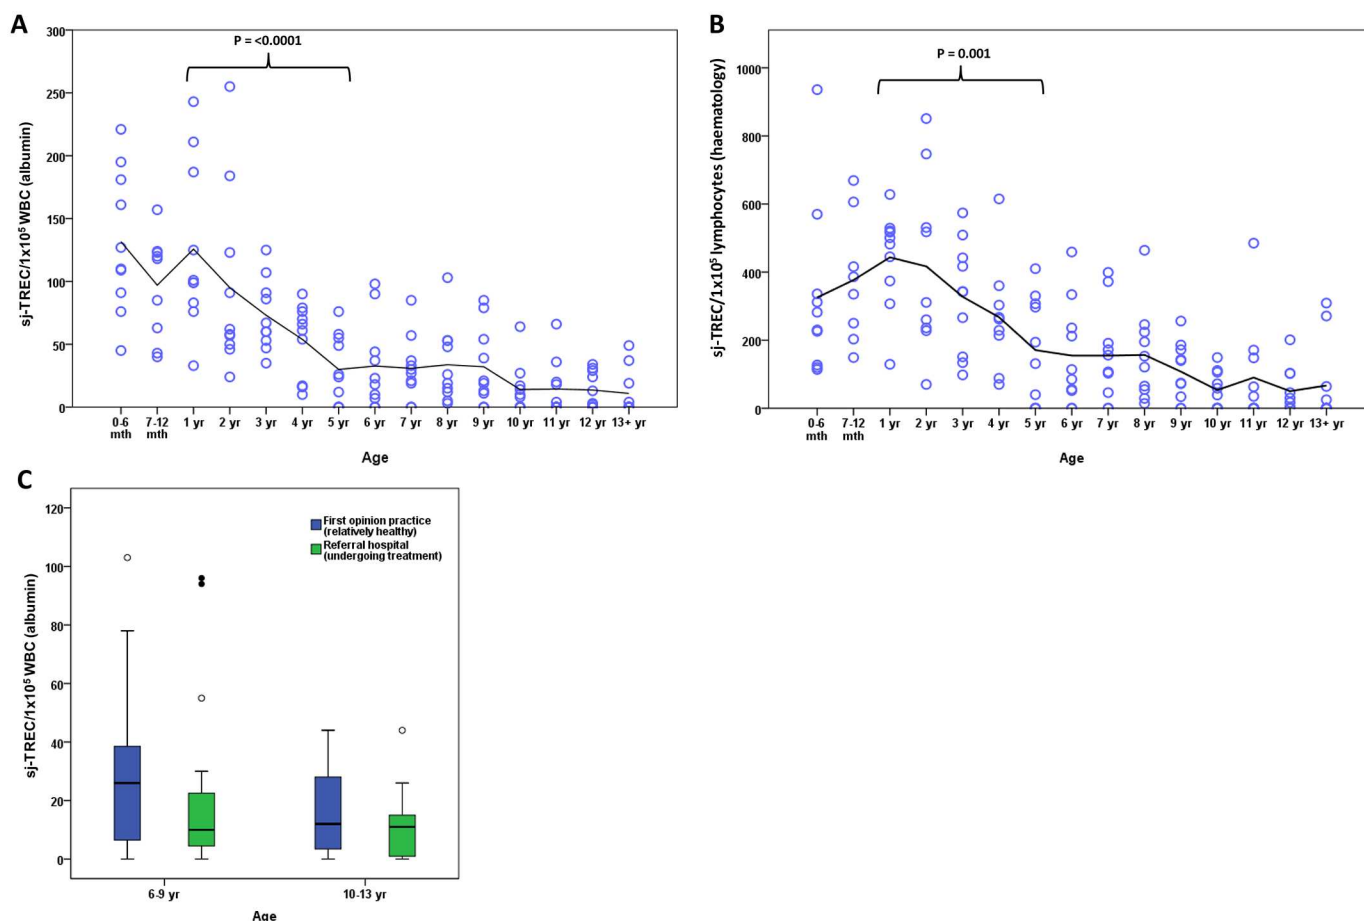 A
P = <0.0001
300
250
200
150
100
50
0
sj-TREC/1x10⁵ WBC (albumin)
0-6 mth
7-12 mth
1 yr
2 yr
3 yr
4 yr
5 yr
6 yr
7 yr
8 yr
9 yr
10 yr
11 yr
12 yr
13+ yr
Age
B
P = 0.001
1000
800
600
400
200
0
sj-TREC/1x10⁵ lymphocytes (haematology)
0-6 mth
7-12 mth
1 yr
2 yr
3 yr
4 yr
5 yr
6 yr
7 yr
8 yr
9 yr
10 yr
11 yr
12 yr
13+ yr
Age
C
120
100
80
60
40
20
0
sj-TREC/1x10⁵ WBC (albumin)
First opinion practice
(relatively healthy)
Referral hospital
(undergoing treatment)
6-9 yr
10-13 yr
Age